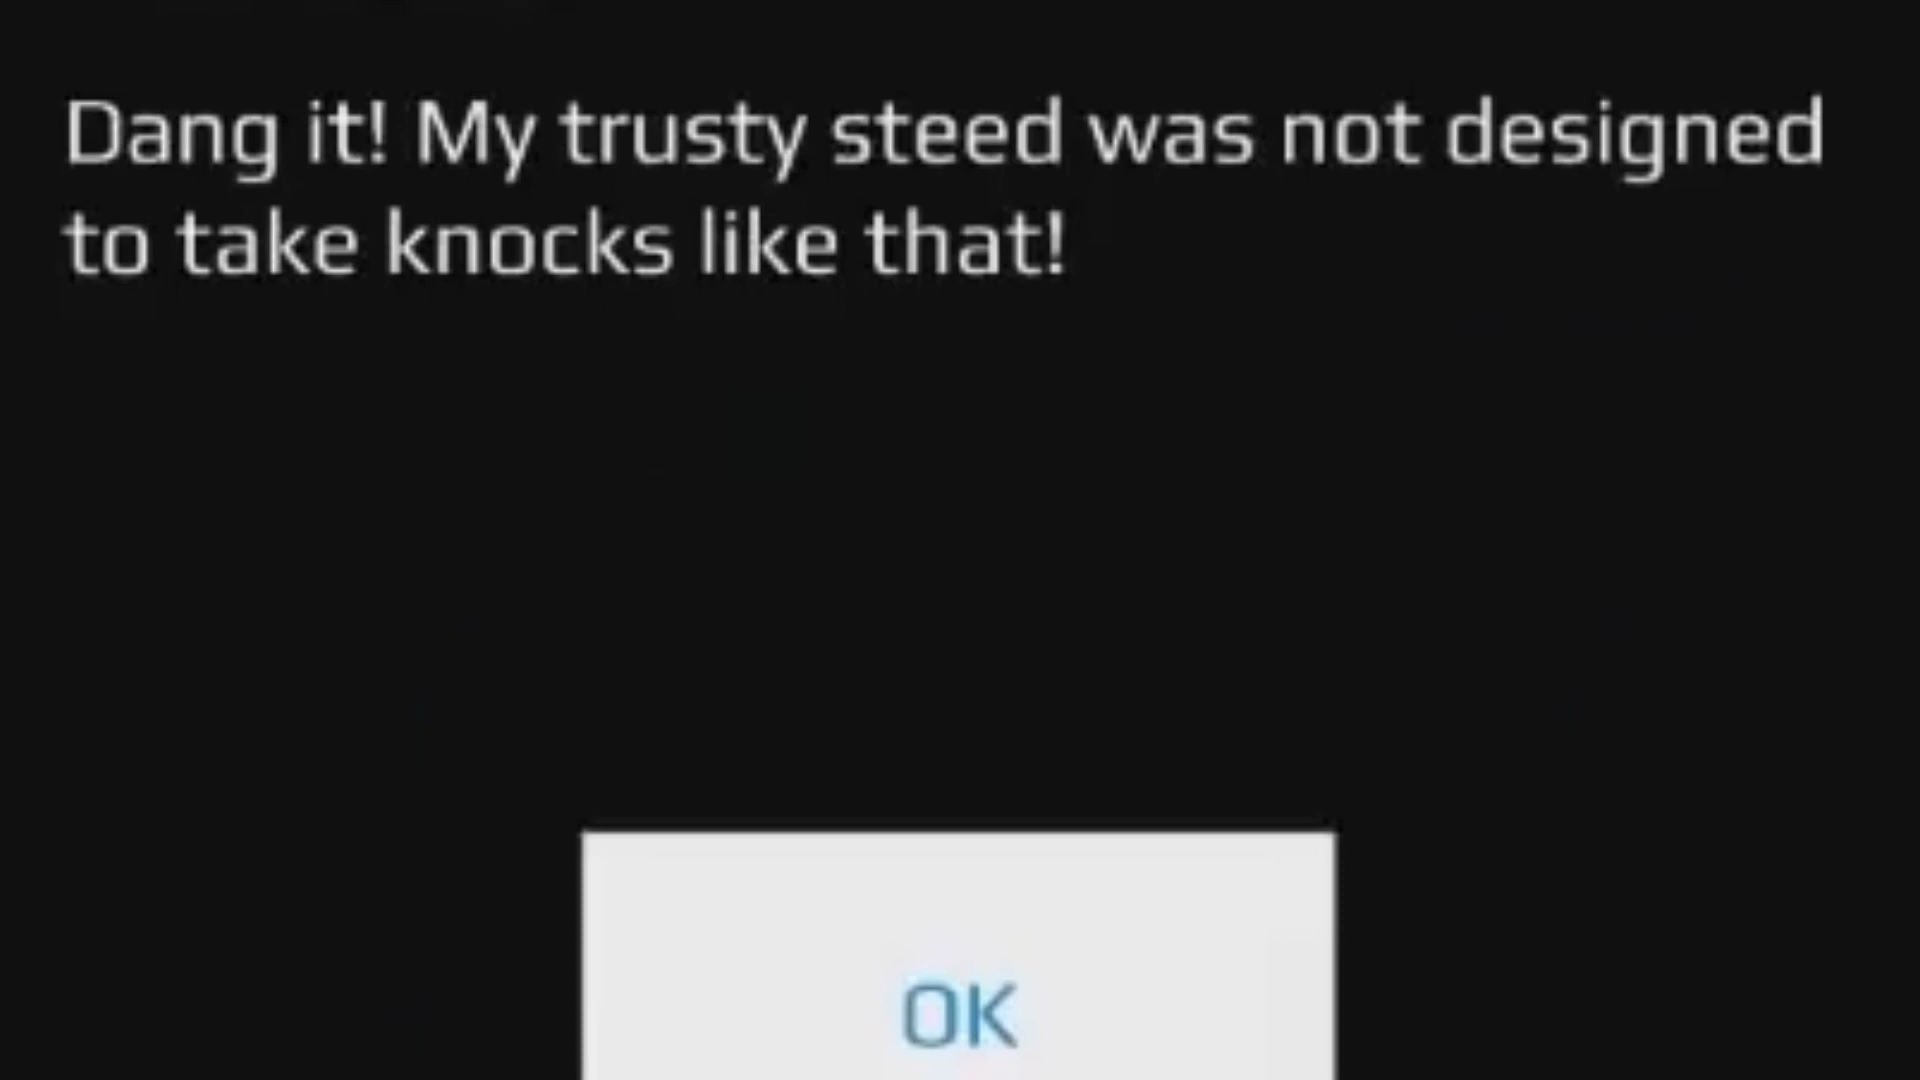 Dang it! My trusty steed was not designed
to take knocks like that!
OK